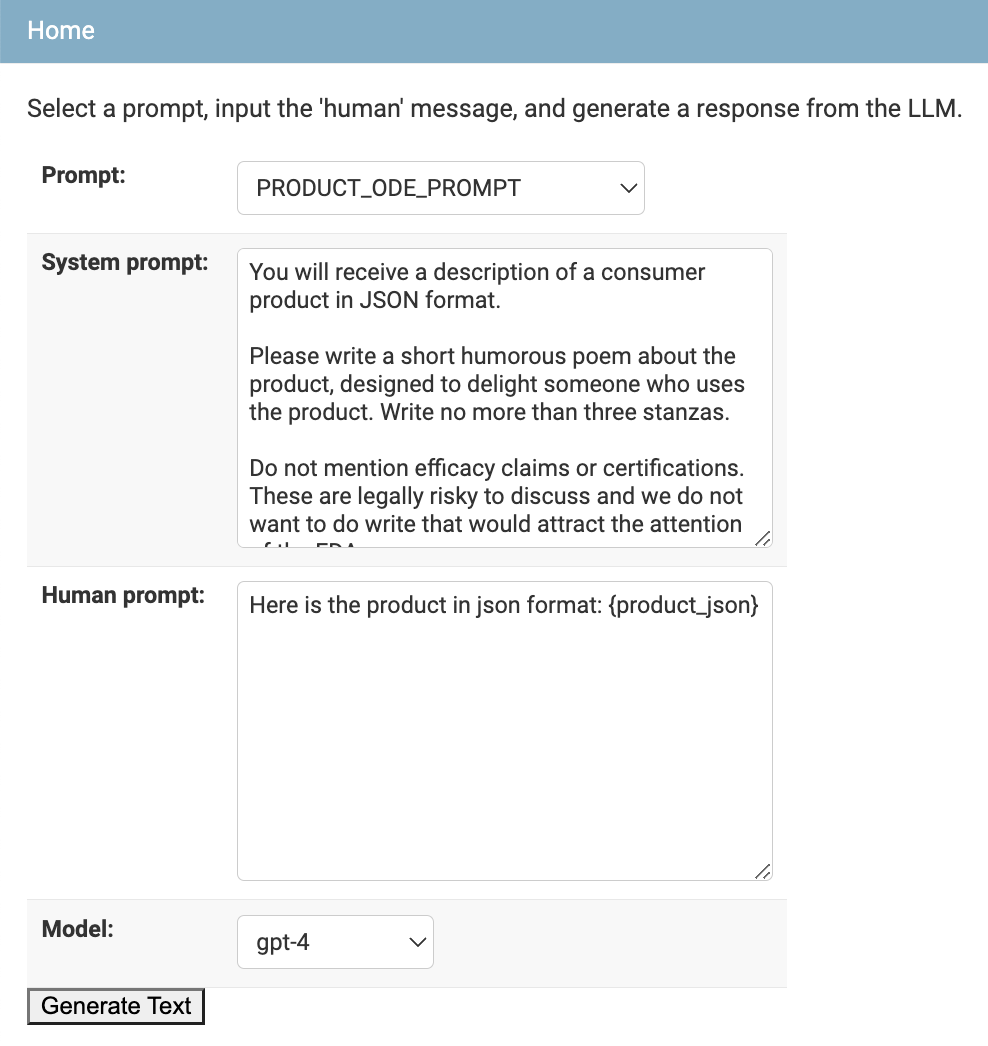 Home
Select a prompt, input the 'human' message, and generate a response from the LLM.
Prompt:
PRODUCT_ODE_PROMPT
System prompt:
You will receive a description of a consumer
product in JSON format.
Please write a short humorous poem about the
product, designed to delight someone who uses
the product. Write no more than three stanzas.
Do not mention efficacy claims or certifications.
These are legally risky to discuss and we do not
want to do write that would attract the attention
Human prompt:
Here is the product in json format: {product_json}
Model:
gpt-4
Generate Text